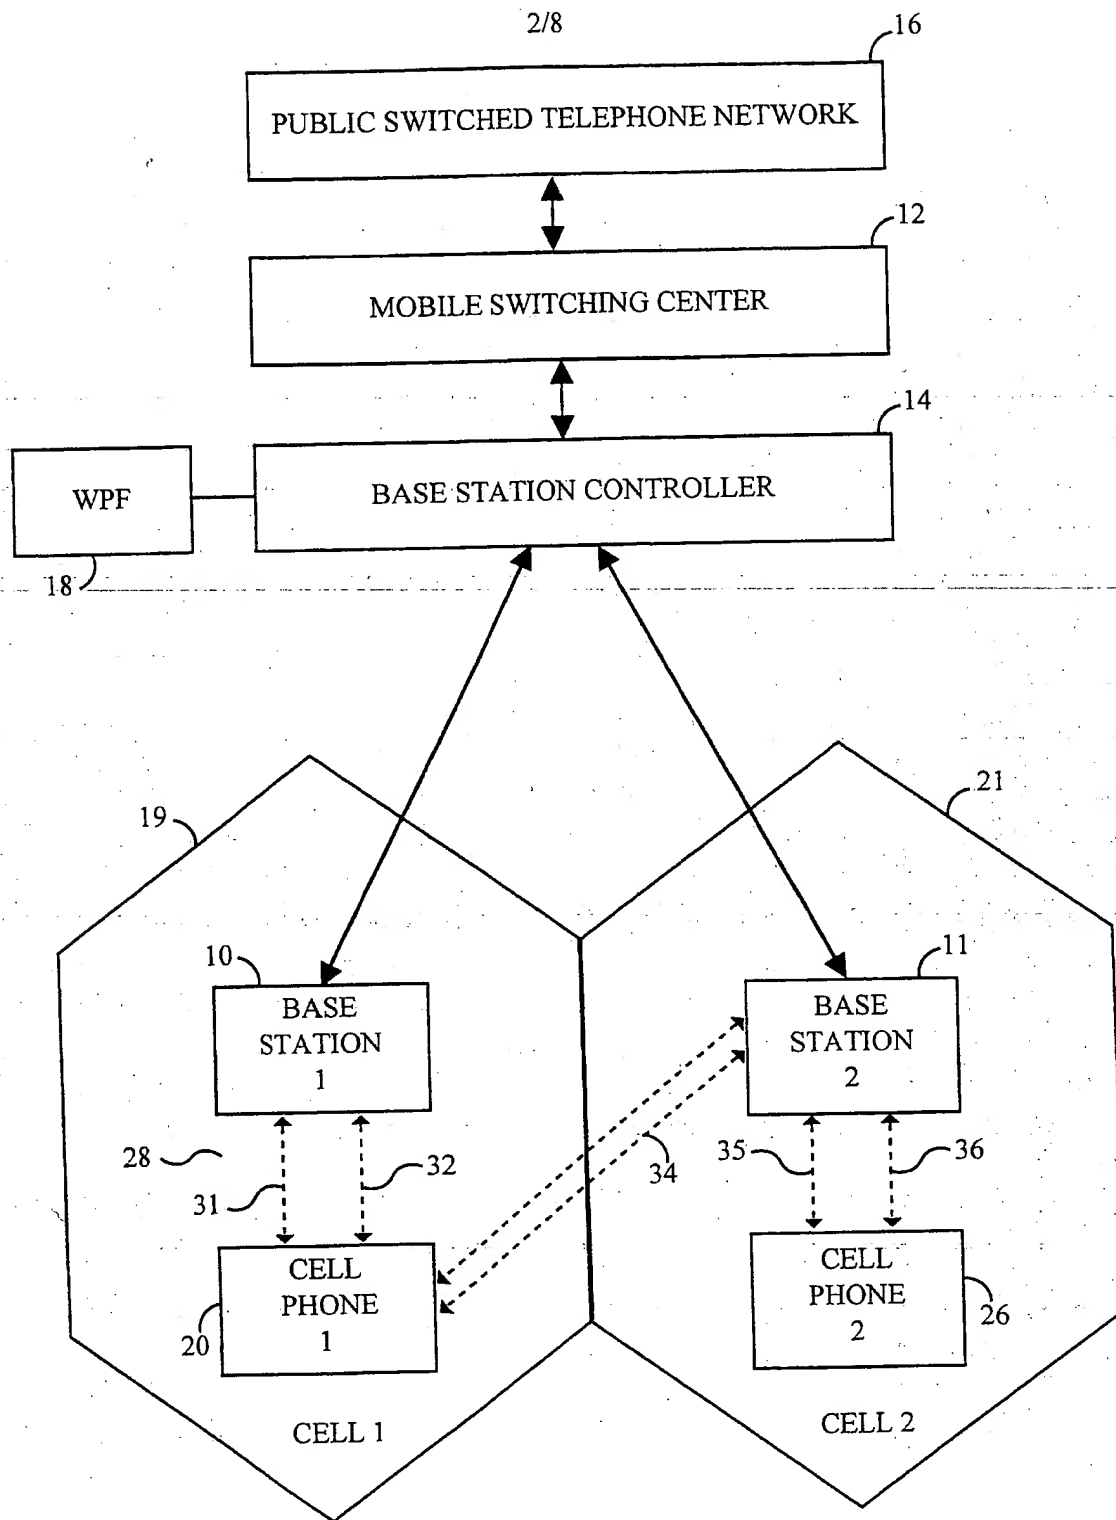 2/8
16
PUBLIC SWITCHED TELEPHONE NETWORK
12
MOBILE SWITCHING CENTER
14
WPF
BASE STATION CONTROLLER
18
19
21
10
11
BASE
STATION
1
BASE
STATION
2
28
31
32
34
35
36
CELL
PHONE
1
20
CELL
PHONE
2
26
CELL 1
CELL 2